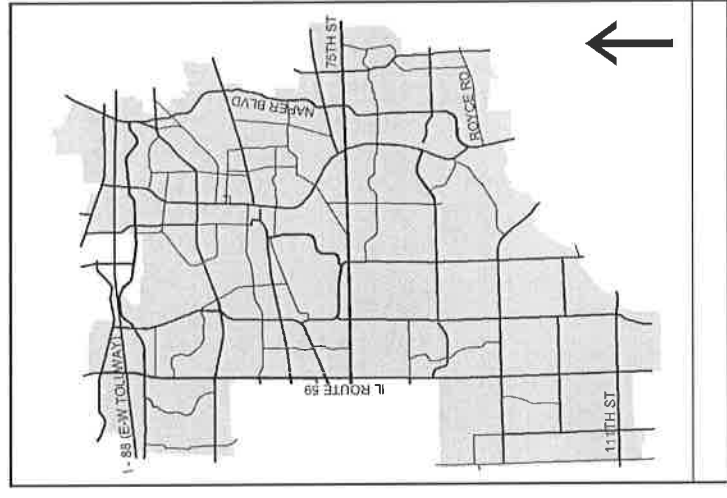 75TH ST
NAPER BLVD
ROYCE RD
I - 88 (E-W TOLLWAY)
IL ROUTE 59
111TH ST